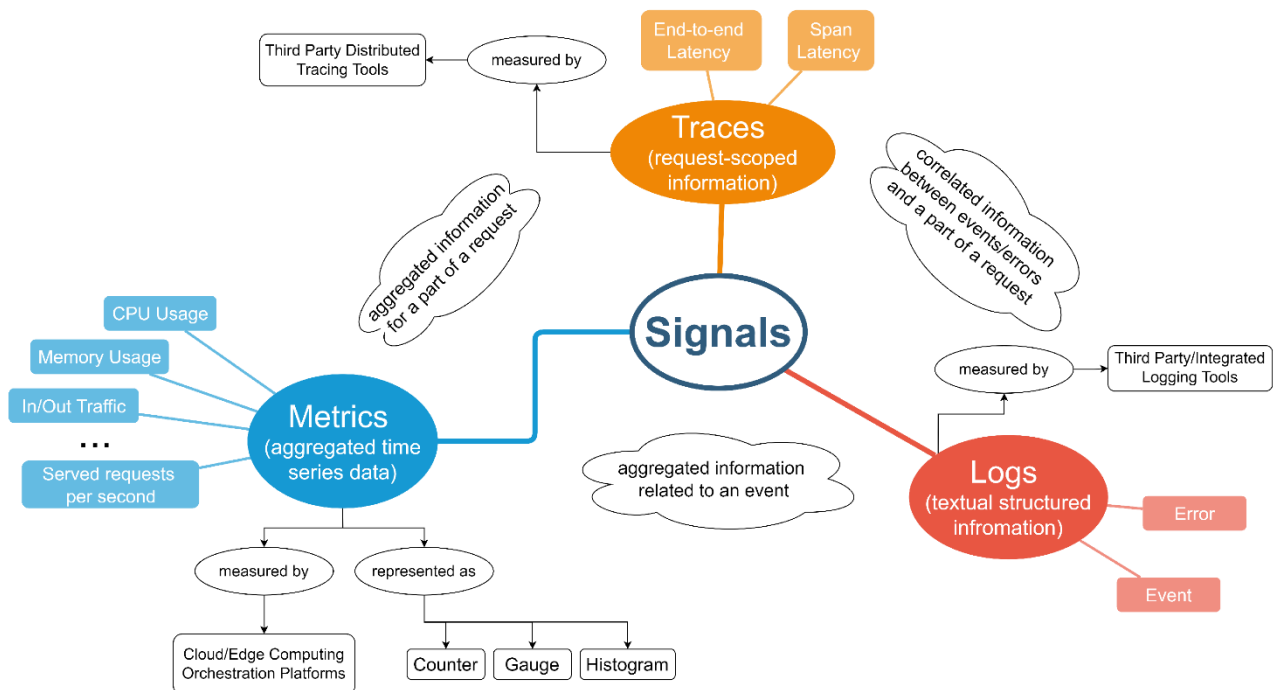 End-to-end
Latency
Span
Latency
Third Party Distributed
Tracing Tools
measured by
Traces
(request-scoped
information)
aggregated information
for a part of a request
correlated information
between events/errors
and a part of a request
Signals
CPU Usage
Memory Usage
In/Out Traffic
...
Served requests
per second
Metrics
(aggregated time
series data)
measured by
Third Party/Integrated
Logging Tools
aggregated information
related to an event
Logs
(textual structured
infromation)
Error
Event
measured by
represented as
Cloud/Edge Computing
Orchestration Platforms
Counter
Gauge
Histogram